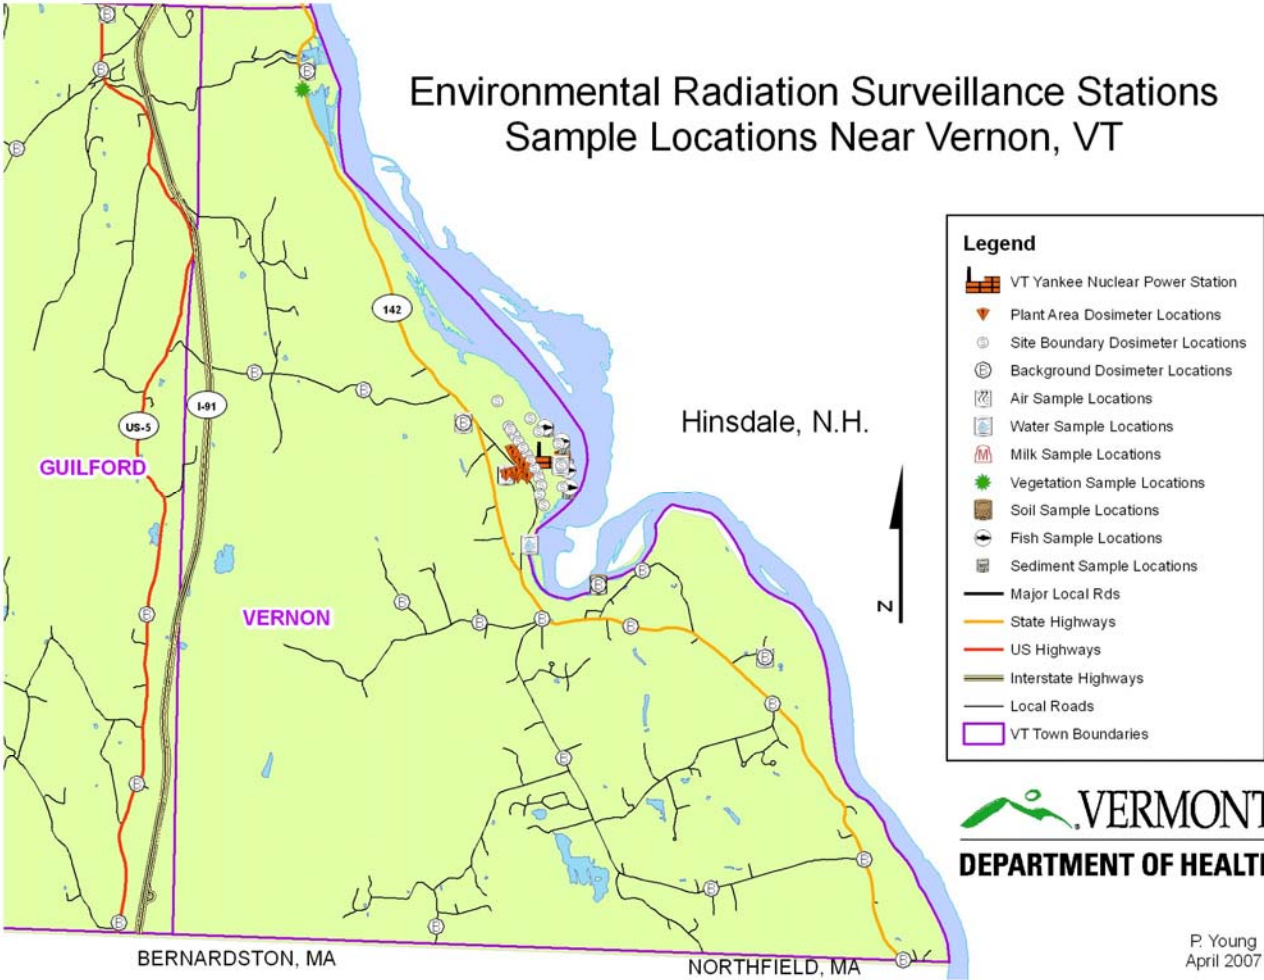 Environmental Radiation Surveillance Stations
Sample Locations Near Vernon, VT
142
I-91
US-5
GUILFORD
VERNON
Hinsdale, N.H.
N
Legend
VT Yankee Nuclear Power Station
Plant Area Dosimeter Locations
S Site Boundary Dosimeter Locations
B Background Dosimeter Locations
Air Sample Locations
Water Sample Locations
M Milk Sample Locations
Vegetation Sample Locations
Soil Sample Locations
Fish Sample Locations
Sediment Sample Locations
Major Local Rds
State Highways
US Highways
Interstate Highways
Local Roads
VT Town Boundaries
VERMONT
DEPARTMENT OF HEALTH
BERNARDSTON, MA
NORTHFIELD, MA
P. Young
April 2007